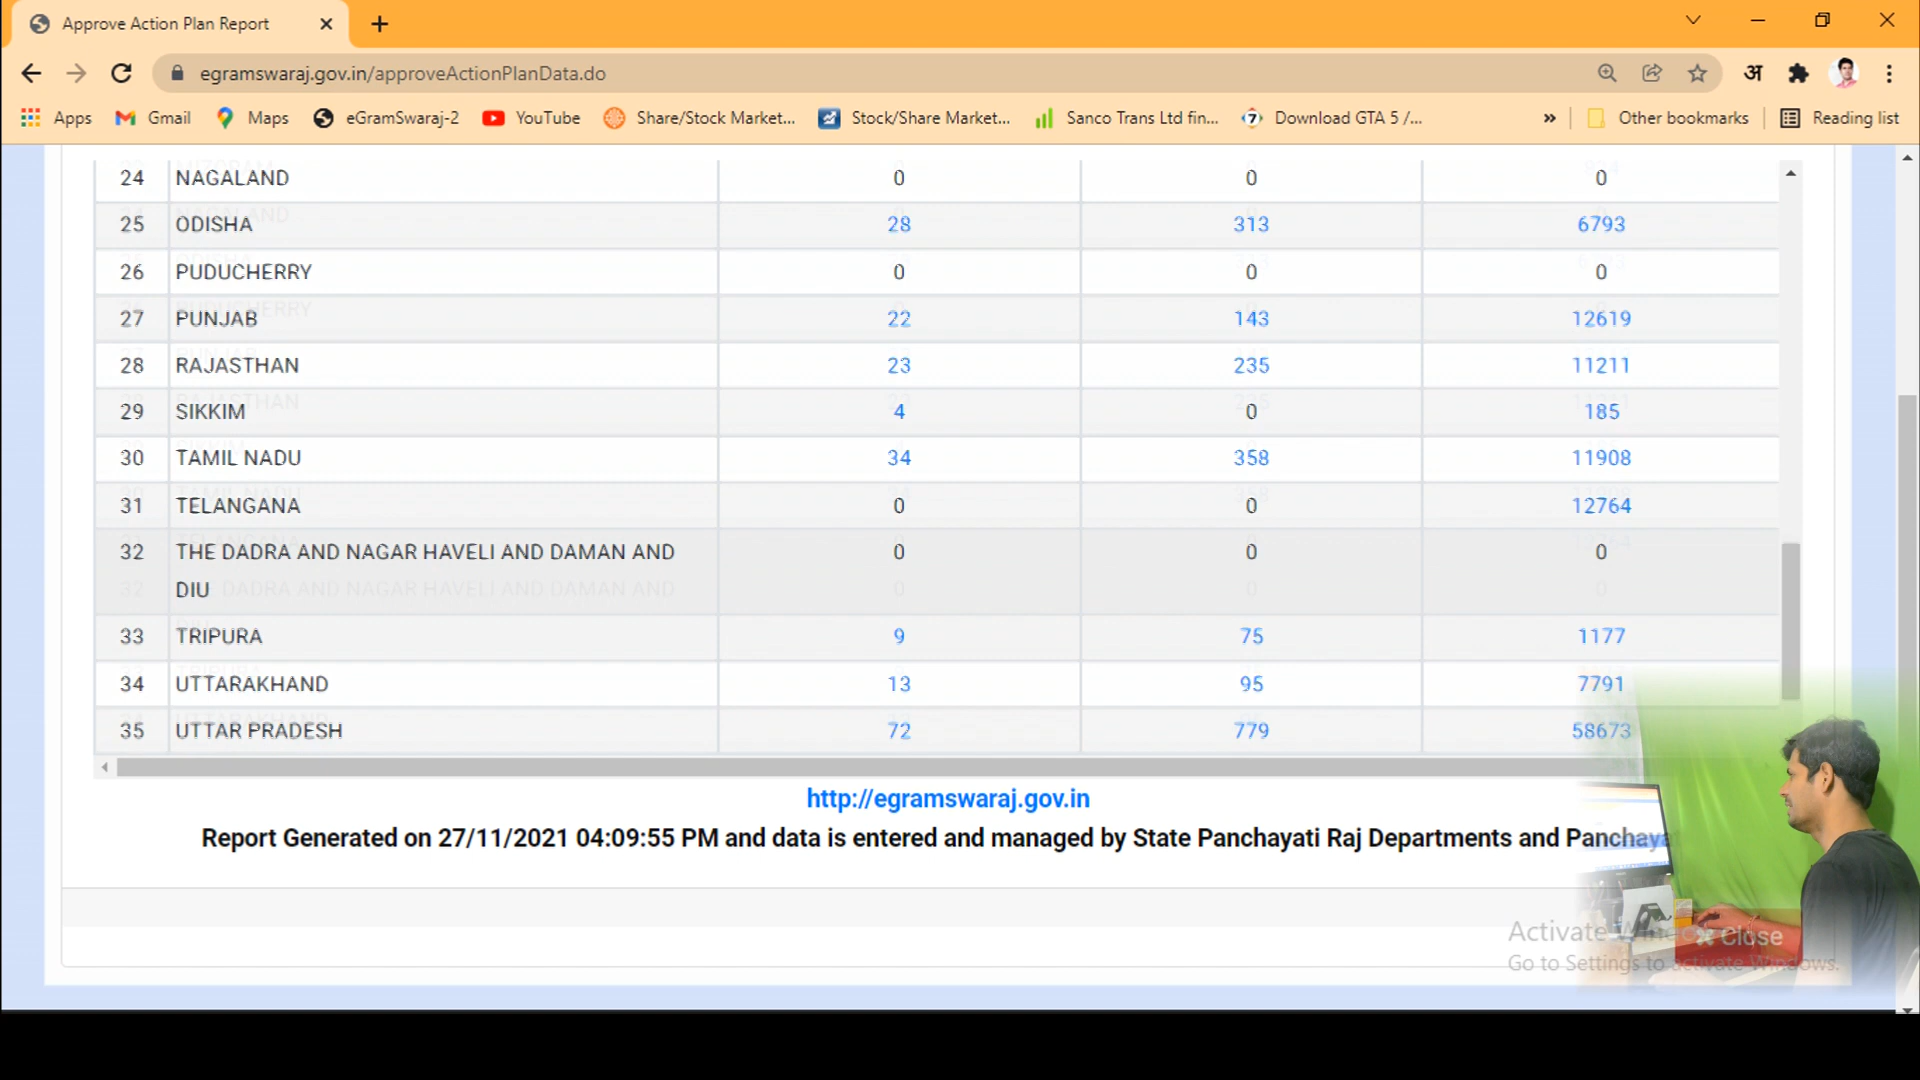 Approve Action Plan Report
egramswaraj.gov.in/approveActionPlanData.do
अ
Apps Gmail Maps eGramSwaraj-2 YouTube Share/Stock Market... Stock/Share Market... Sanco Trans Ltd fin... Download GTA 5 /... » Other bookmarks Reading list
24 NAGALAND 0 0 0
25 ODISHA 28 313 6793
26 PUDUCHERRY 0 0 0
27 PUNJAB 22 143 12619
28 RAJASTHAN 23 235 11211
29 SIKKIM 4 0 185
30 TAMIL NADU 34 358 11908
31 TELANGANA 0 0 12764
32 THE DADRA AND NAGAR HAVELI AND DAMAN AND 0 0 0
DIU
33 TRIPURA 9 75 1177
34 UTTARAKHAND 13 95 7791
35 UTTAR PRADESH 72 779 58673
http://egramswaraj.gov.in
Report Generated on 27/11/2021 04:09:55 PM and data is entered and managed by State Panchayati Raj Departments and
Activate
Close
Go to Settings to activate Windows.